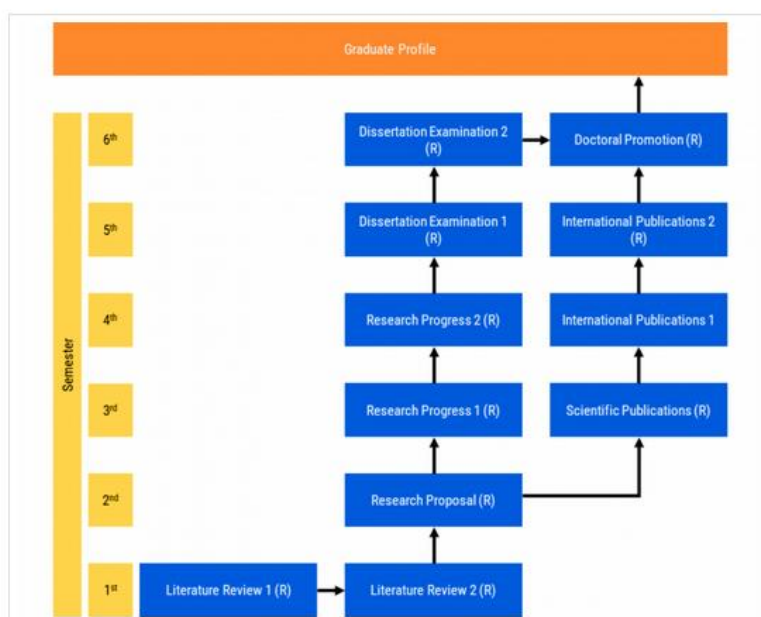 Graduate Profile
6th
Dissertation Examination 2
(R)
Doctoral Promotion (R)
5th
Dissertation Examination 1
(R)
International Publications 2
(R)
4th
Research Progress 2 (R)
International Publications 1
Semester
3rd
Research Progress 1 (R)
Scientific Publications (R)
2nd
Research Proposal (R)
1st
Literature Review 1 (R)
Literature Review 2 (R)